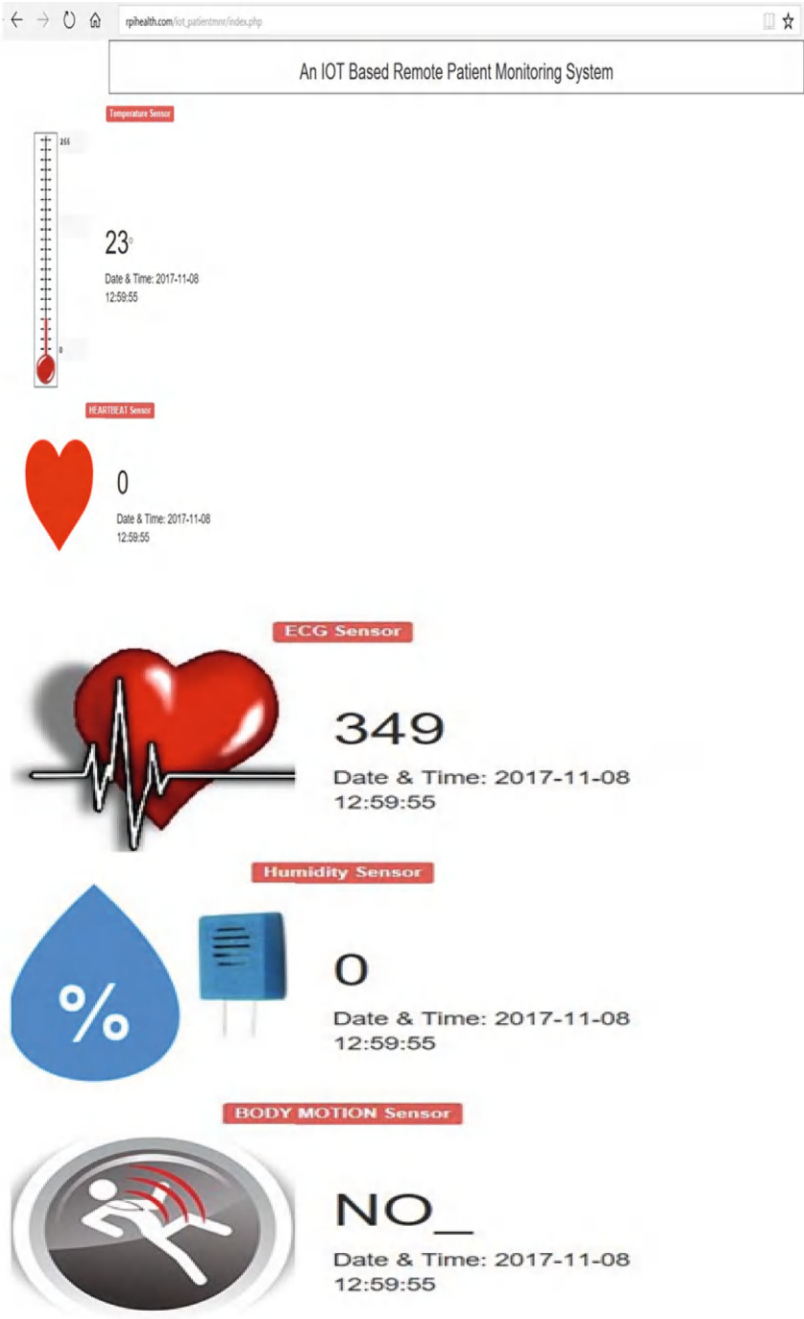 rpihealth.com/iot_patientmnr/index.php
An IOT Based Remote Patient Monitoring System
Temperature Sensor
255
23°
Date & Time: 2017-11-08
12:59:55
0
HEARTBEAT Sensor
0
Date & Time: 2017-11-08
12:59:55
ECG Sensor
349
Date & Time: 2017-11-08
12:59:55
Humidity Sensor
%
0
Date & Time: 2017-11-08
12:59:55
BODY MOTION Sensor
NO_
Date & Time: 2017-11-08
12:59:55